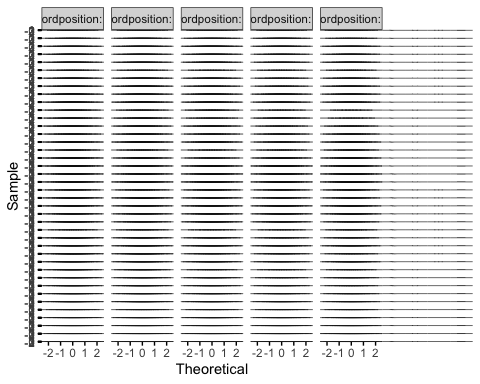 ordposition: ordposition: ordposition: ordposition: ordposition:
Sample
-2 -1 0 1 2 -2 -1 0 1 2 -2 -1 0 1 2 -2 -1 0 1 2 -2 -1 0 1 2
Theoretical